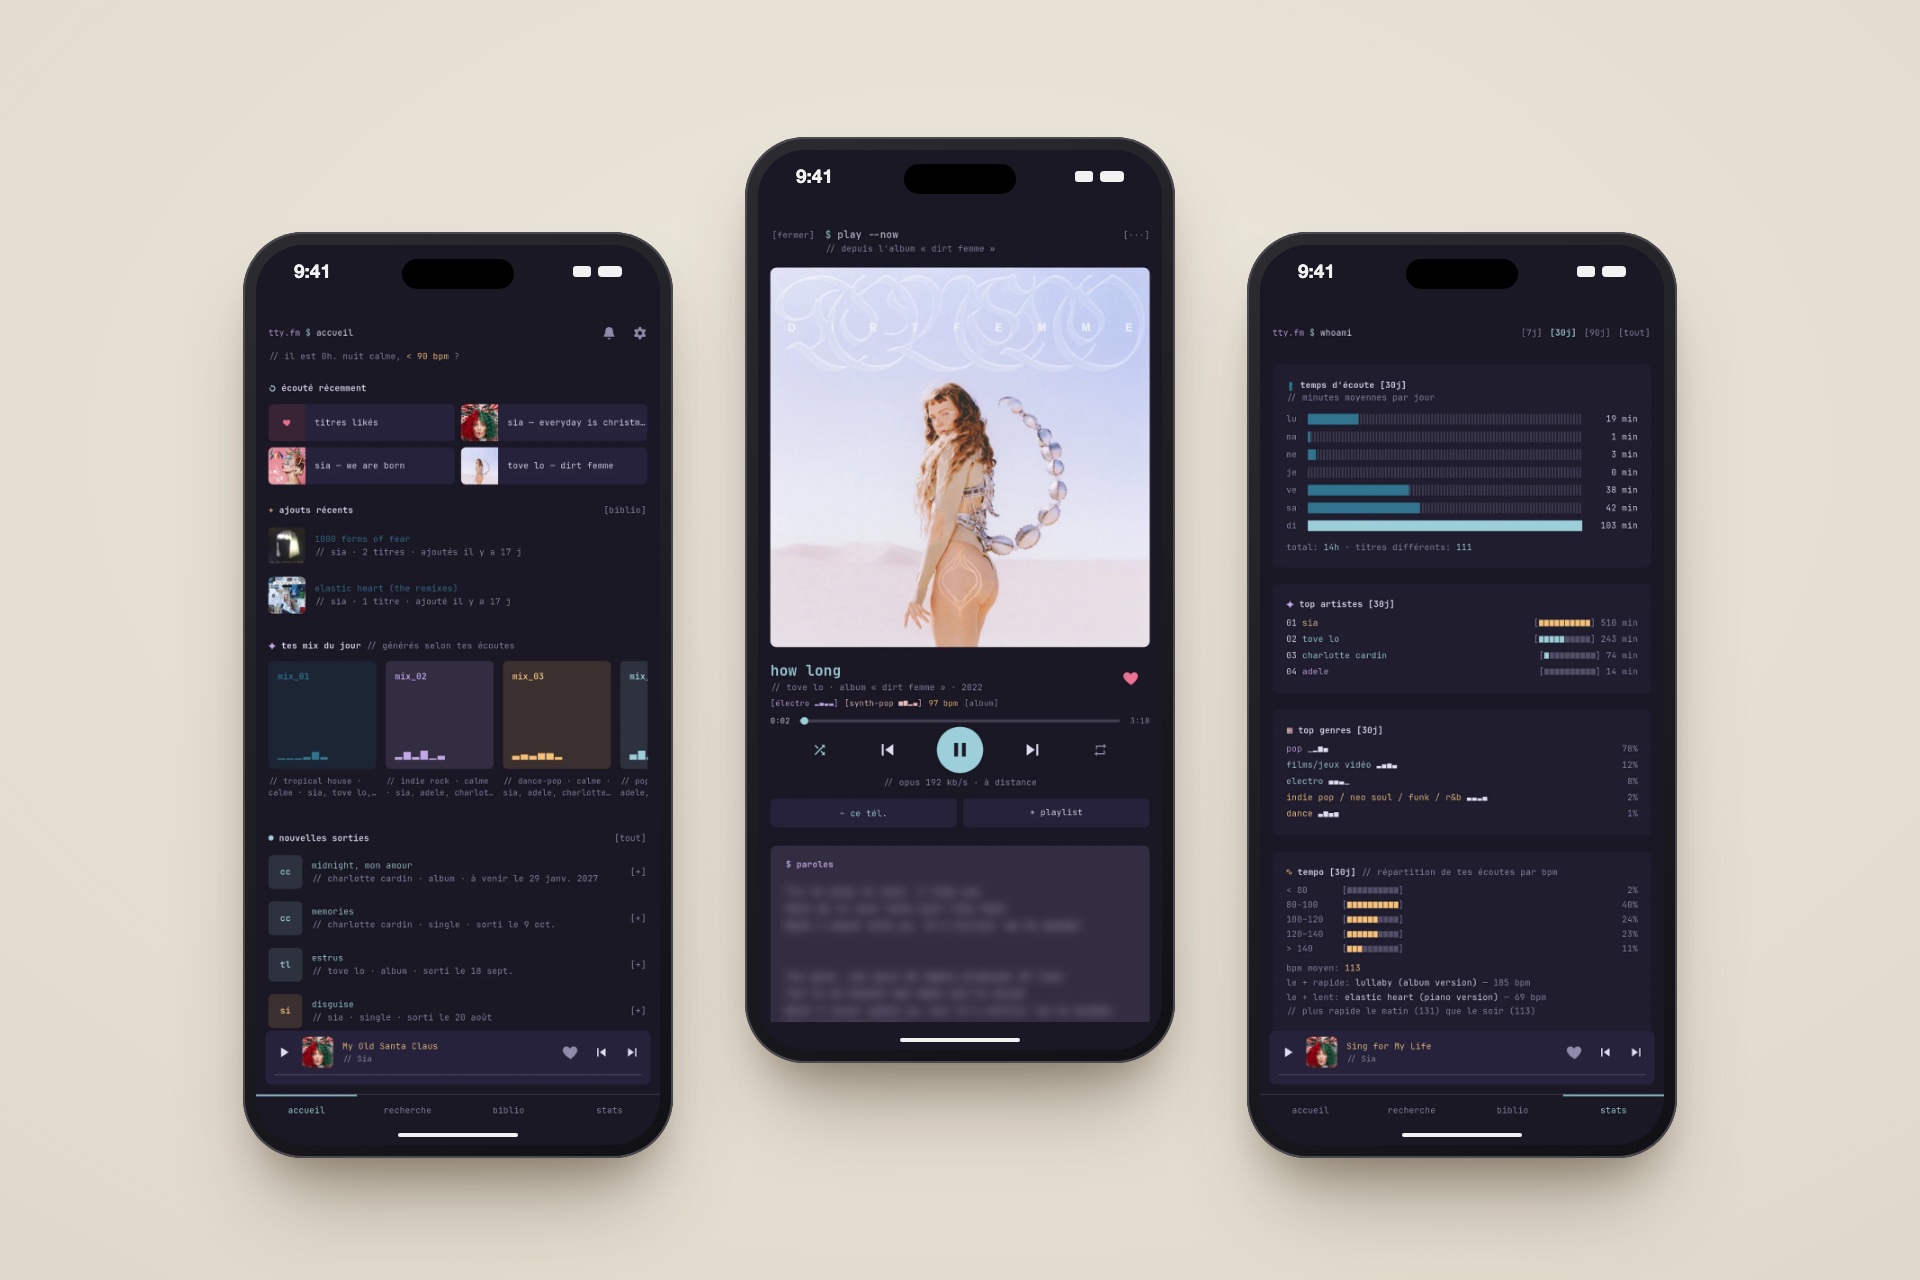 9:41
tty.fm $ accueil
// il est 0h. nuit calme, < 90 bpm ?
écouté récemment
titres likés
sia — everyday is christm…
sia — we are born
tove lo — dirt femme
ajouts récents [biblio]
1000 forms of fear
// sia · 2 titres · ajoutés il y a 17 j
elastic heart (the remixes)
// sia · 1 titre · ajouté il y a 17 j
tes mix du jour // générés selon tes écoutes
mix_01
mix_02
mix_03
mix_
// tropical house ·
calme · sia, tove lo,…
// indie rock · calme
· sia, adele, charlot…
// dance-pop · calme ·
sia, adele, charlotte…
// pop
adele,
nouvelles sorties [tout]
cc
midnight, mon amour
// charlotte cardin · album · à venir le 29 janv. 2027
[+]
cc
memories
// charlotte cardin · single · sorti le 9 oct.
[+]
tl
estrus
// tove lo · album · sorti le 18 sept.
[+]
si
disguise
// sia · single · sorti le 20 août
[+]
My Old Santa Claus
// Sia
accueil recherche biblio stats
9:41
[fermer] $ play --now [···]
// depuis l'album « dirt femme »
DIRT FEMME
how long
// tove lo · album « dirt femme » · 2022
[électro] [synth-pop] 97 bpm [album]
0:02 3:18
// opus 192 kb/s · à distance
~ ce tél.
+ playlist
$ paroles
9:41
tty.fm $ whoami [7j] [30j] [90j] [tout]
temps d'écoute [30j]
// minutes moyennes par jour
lu 19 min
ma 1 min
me 3 min
je 0 min
ve 38 min
sa 42 min
di 103 min
total: 14h · titres différents: 111
top artistes [30j]
01 sia [] 510 min
02 tove lo [] 243 min
03 charlotte cardin [] 74 min
04 adele [] 14 min
top genres [30j]
pop 78%
films/jeux vidéo 12%
electro 8%
indie pop / neo soul / funk / r&b 2%
dance 1%
tempo [30j] // répartition de tes écoutes par bpm
< 80 [] 2%
80-100 [] 40%
100-120 [] 24%
120-140 [] 23%
> 140 [] 11%
bpm moyen: 113
le + rapide: lullaby (album version) — 185 bpm
le + lent: elastic heart (piano version) — 69 bpm
// plus rapide le matin (131) que le soir (113)
Sing for My Life
// Sia
accueil recherche biblio stats